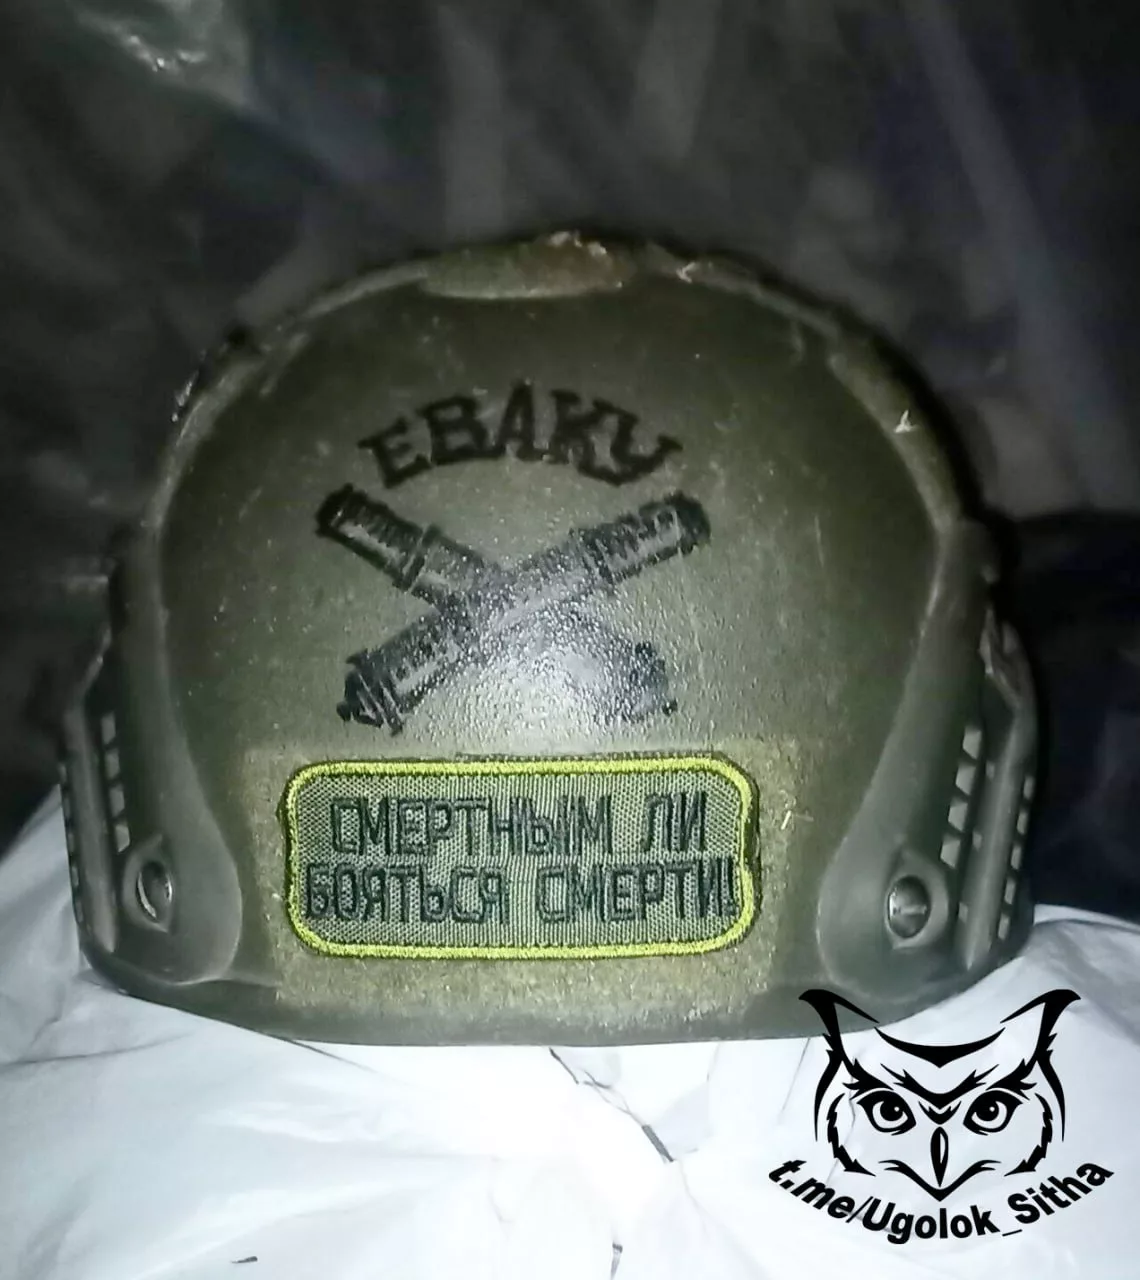 ЕВАКУ
СМЕРТНЫМ ЛИ
БОЯТЬСЯ СМЕРТИ!
t.me/Ugolok_Sitha